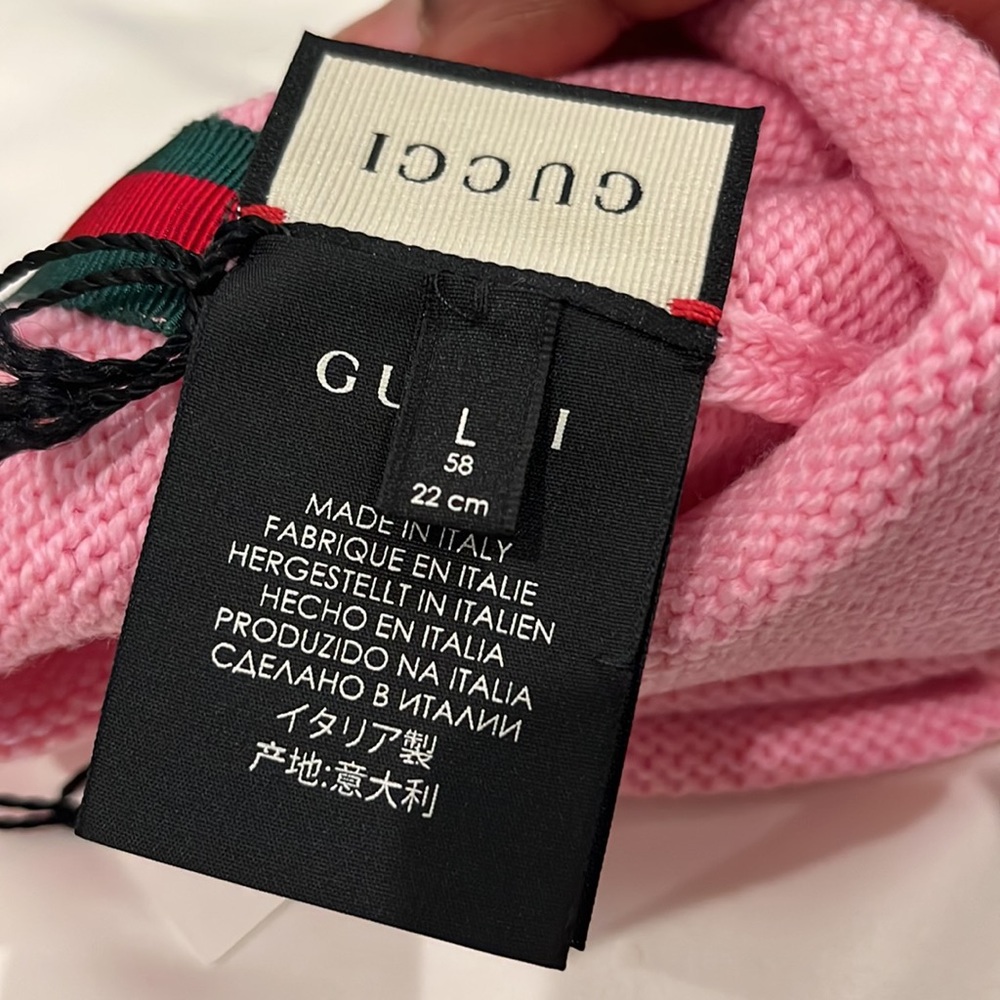 GUCCI
GU I
L
58
22 cm
MADE IN ITALY
FABRIQUE EN ITALIE
HERGESTELLT IN ITALIEN
HECHO EN ITALIA
PRODUZIDO NA ITALIA
СДЕЛАНО В ИТАЛИИ
イタリア製
产地:意大利